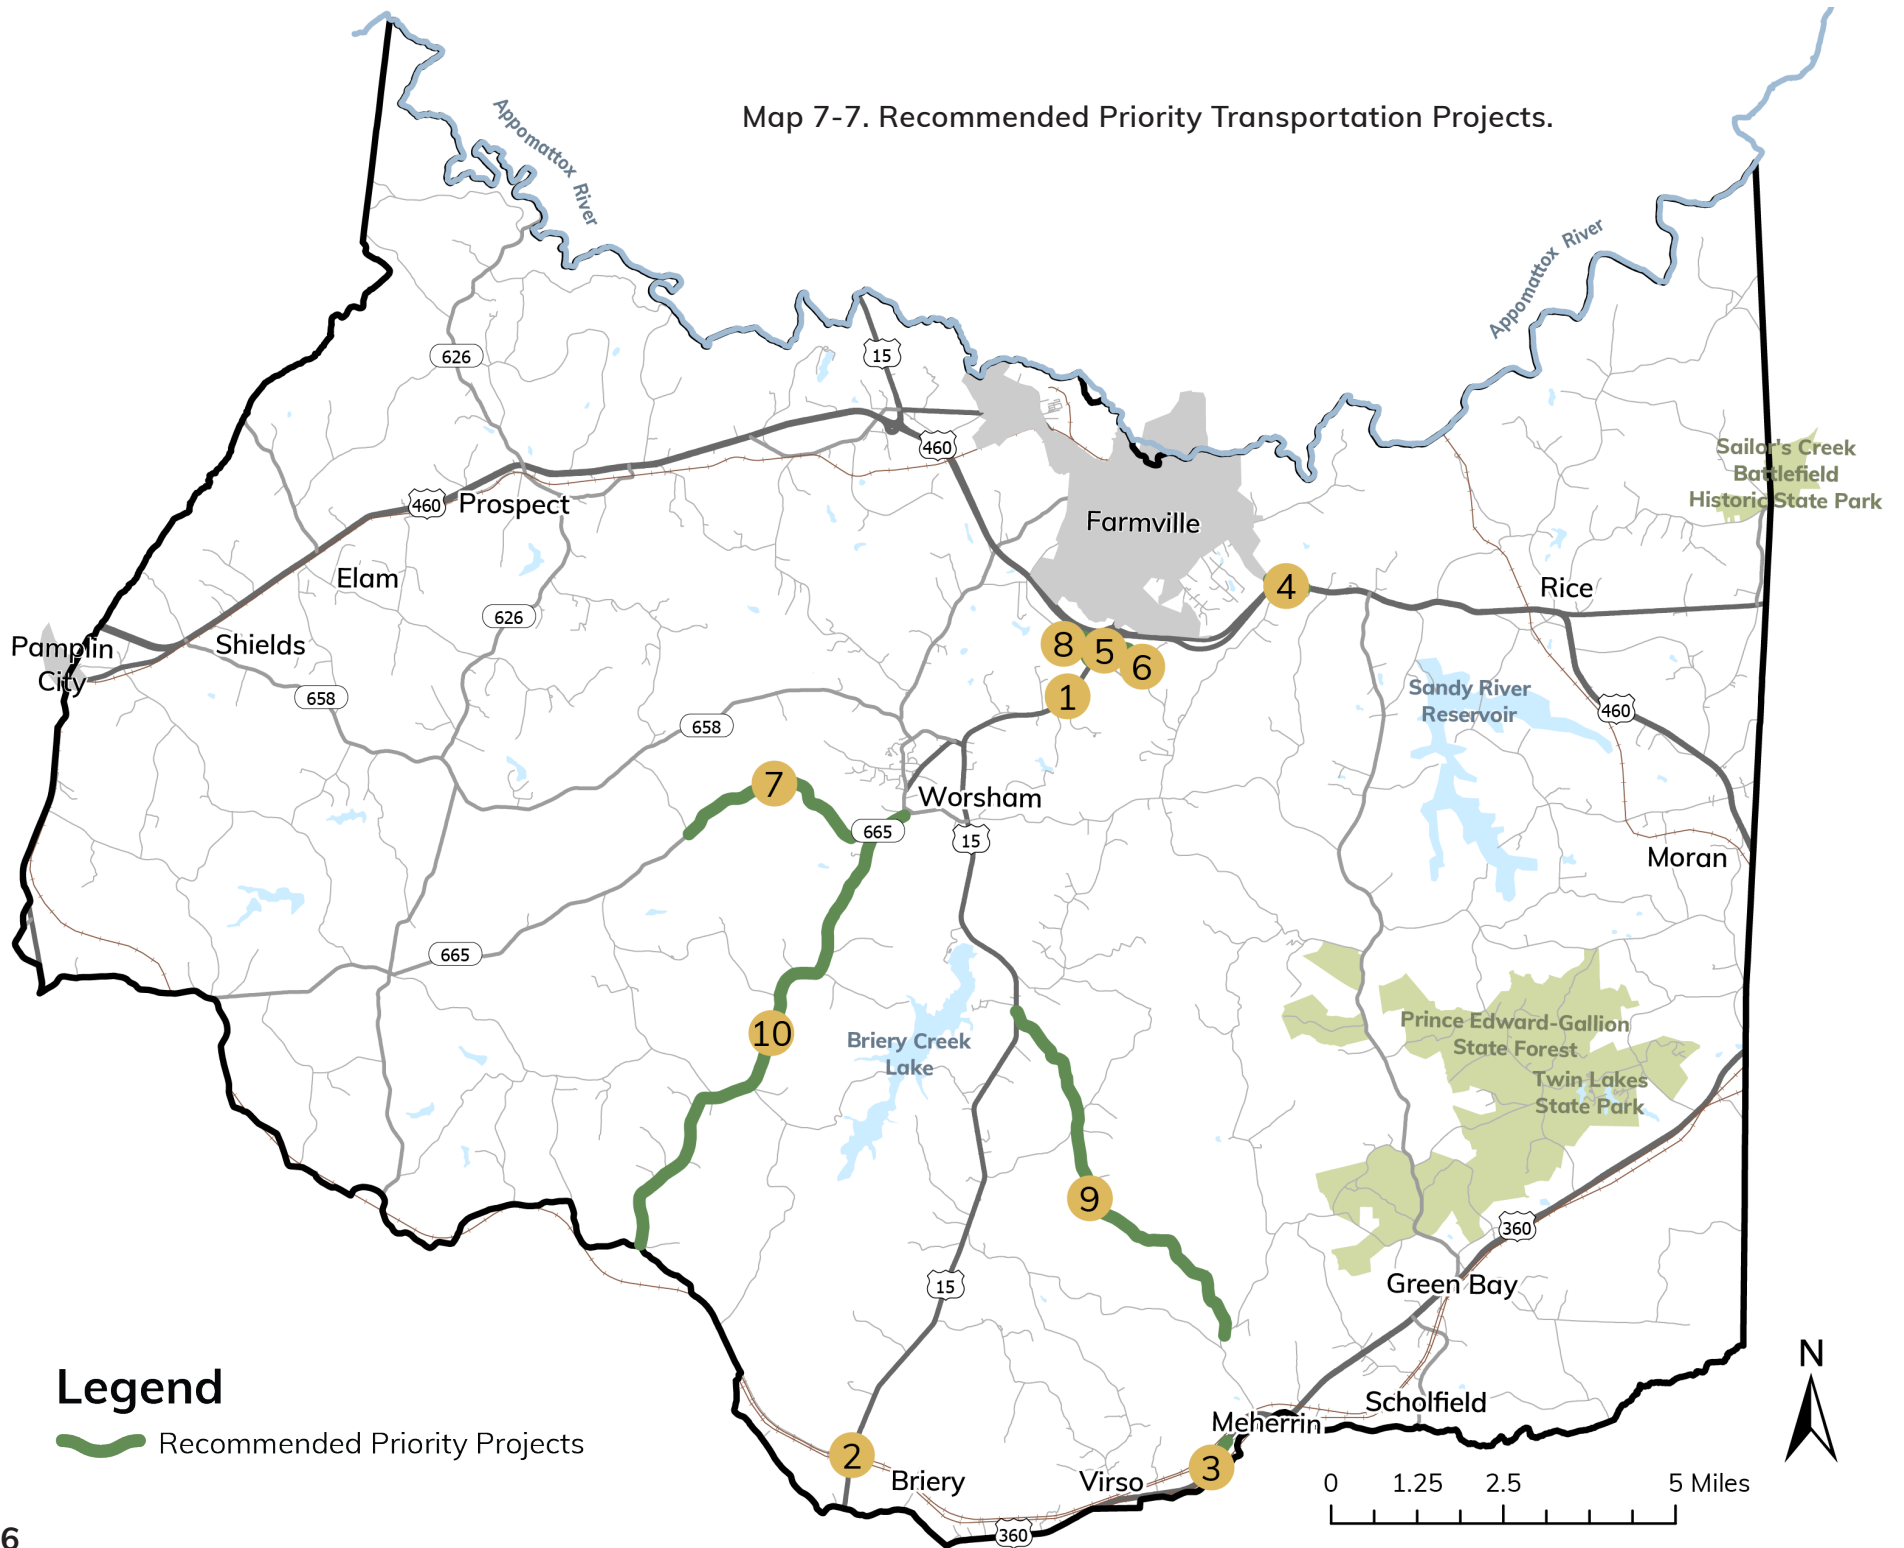 Map 7-7. Recommended Priority Transportation Projects.
Appomattox River
Appomattox River
626
15
460
Sailor's Creek
Battlefield
Historic State Park
460
Prospect
Farmville
Elam
4
Rice
626
Pamplin
City
Shields
8
5
6
1
658
658
Sandy River
Reservoir
460
7
Worsham
665
15
Moran
665
10
Briery Creek
Lake
Prince Edward-Gallion
State Forest
Twin Lakes
State Park
9
360
15
Green Bay
Legend
Recommended Priority Projects
N
Scholfield
Meherrin
2
Briery
Virso
3
0 1.25 2.5 5 Miles
360
6